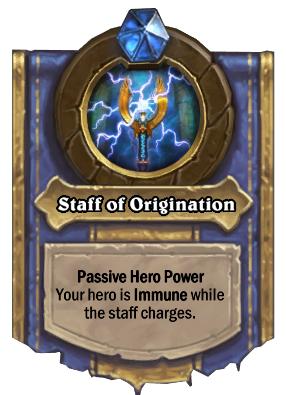 Staff of Origination
Passive Hero Power
Your hero is Immune while
the staff charges.